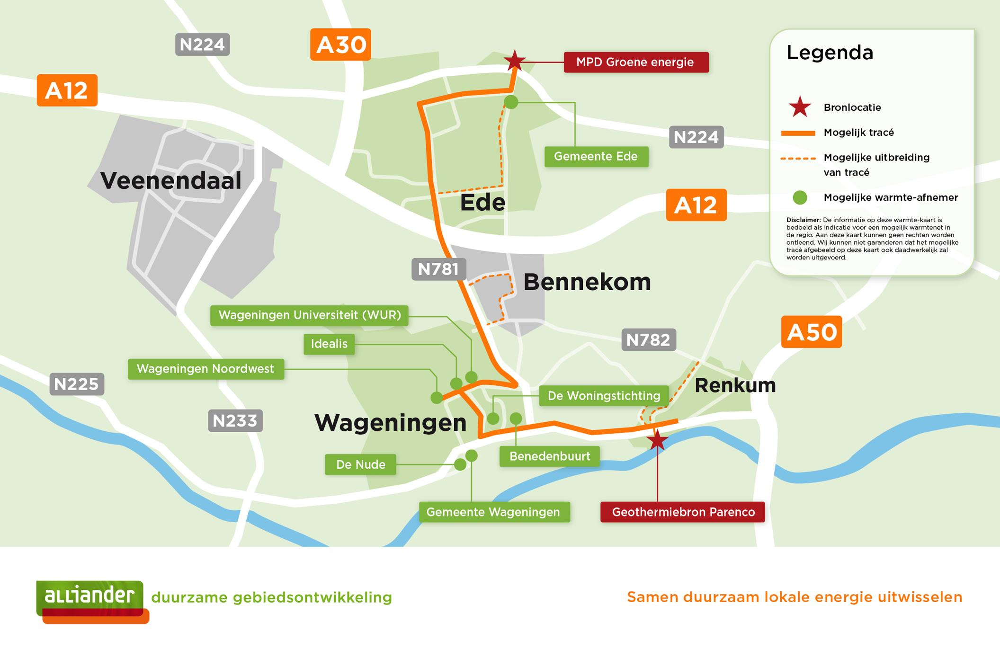 N224
A30
A12
MPD Groene energie
N224
Gemeente Ede
Veenendaal
Ede
A12
N781
Bennekom
Wageningen Universiteit (WUR)
Idealis
Wageningen Noordwest
N782
A50
N225
De Woningstichting
Renkum
N233
Wageningen
Benedenbuurt
De Nude
Gemeente Wageningen
Geothermiebron Parenco
Legenda
Bronlocatie
Mogelijk tracé
Mogelijke uitbreiding
van tracé
Mogelijke warmte-afnemer
Disclaimer: De informatie op deze warmte-kaart is
bedoeld als indicatie voor een mogelijk warmtenet in
de regio. Aan deze kaart kunnen geen rechten worden
ontleend. Wij kunnen niet garanderen dat het mogelijke
tracé afgebeeld op deze kaart ook daadwerkelijk zal
worden uitgevoerd.
alliander
duurzame gebiedsontwikkeling
Samen duurzaam lokale energie uitwisselen